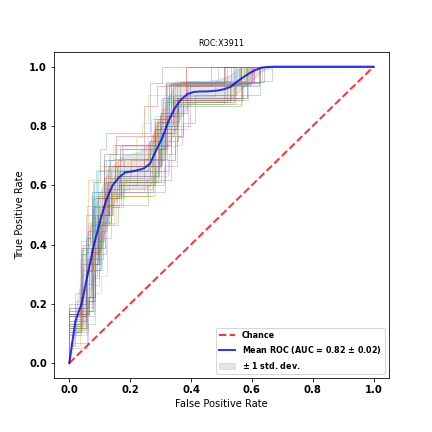 ROC:X3911
True Positive Rate
1.0
0.8
0.6
0.4
0.2
0.0
0.0 0.2 0.4 0.6 0.8 1.0
False Positive Rate
Chance
Mean ROC (AUC = 0.82 ± 0.02)
± 1 std. dev.